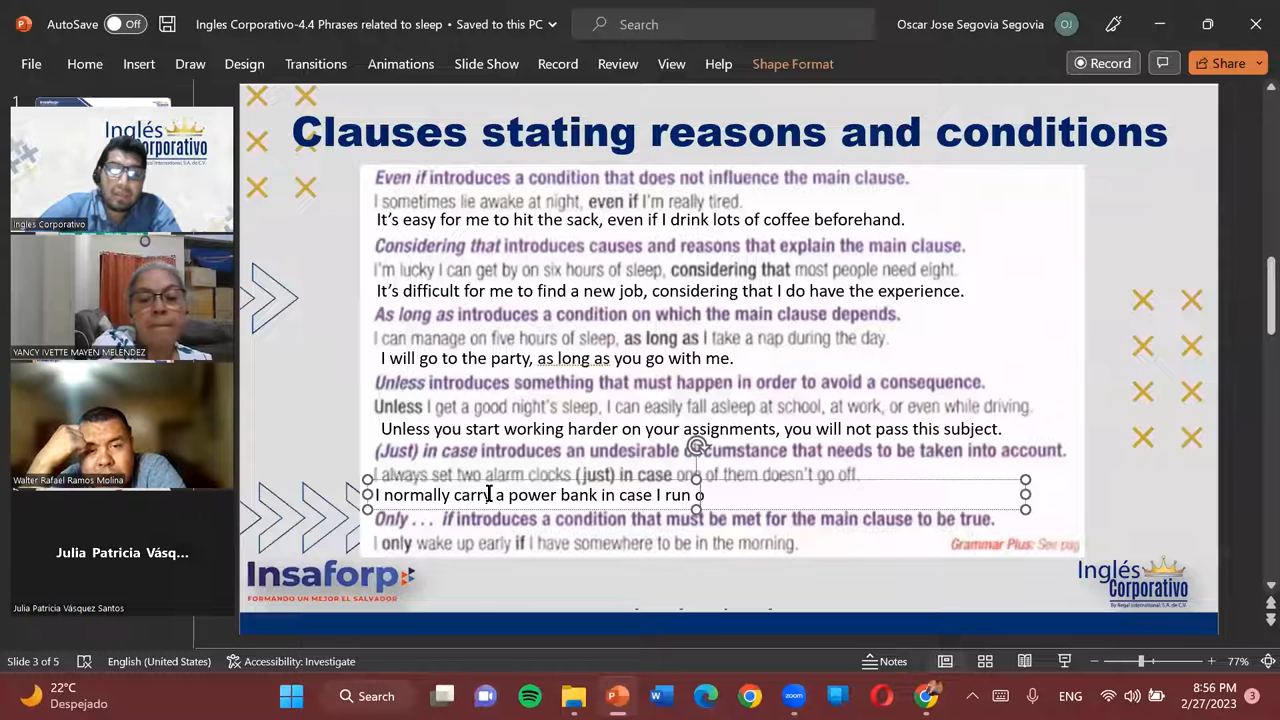 AutoSave Off Ingles Corporativo-4.4 Phrases related to sleep • Saved to this PC Search Oscar Jose Segovia Segovia OJ
File Home Insert Draw Design Transitions Animations Slide Show Record Review View Help Shape Format Record Share
1
Inglés Corporativo
Ingles Corporativo
YANCY IVETTE MAYEN MELENDEZ
Walter Rafael Ramos Molina
Julia Patricia Vásq...
Julia Patricia Vásquez Santos
Clauses stating reasons and conditions
Even if introduces a condition that does not influence the main clause.
I sometimes lie awake at night, even if I'm really tired.
It's easy for me to hit the sack, even if I drink lots of coffee beforehand.
Considering that introduces causes and reasons that explain the main clause.
I'm lucky I can get by on six hours of sleep, considering that most people need eight.
It's difficult for me to find a new job, considering that I do have the experience.
As long as introduces a condition on which the main clause depends.
I can manage on five hours of sleep, as long as I take a nap during the day.
I will go to the party, as long as you go with me.
Unless introduces something that must happen in order to avoid a consequence.
Unless I get a good night's sleep, I can easily fall asleep at school, at work, or even while driving.
Unless you start working harder on your assignments, you will not pass this subject.
(Just) in case introduces an undesirable circumstance that needs to be taken into account.
I always set two alarm clocks (just) in case one of them doesn't go off.
I normally carry a power bank in case I run o
Only ... if introduces a condition that must be met for the main clause to be true.
I only wake up early if I have somewhere to be in the morning.
Grammar Plus: See pag
Insaforp
FORMANDO UN MEJOR EL SALVADOR
Inglés Corporativo
By Regal International, S.A. de C.V.
Slide 3 of 5 English (United States) Accessibility: Investigate Notes 77%
22°C
Despejado
Search
zoom
ENG
8:56 PM
2/27/2023
3